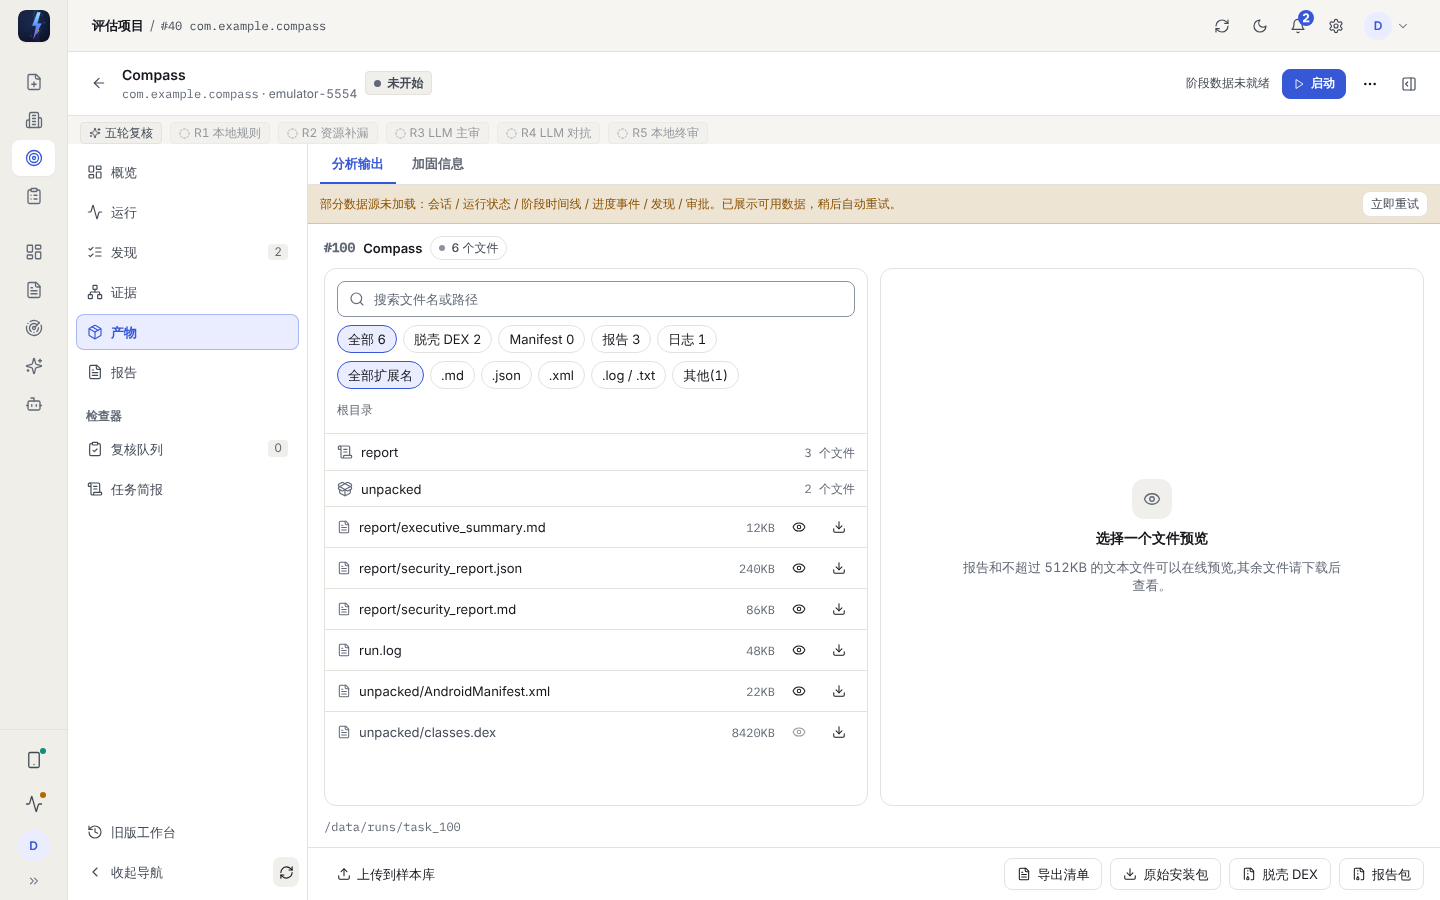 评估项目 / #40 com.example.compass
2
D
Compass
com.example.compass · emulator-5554
未开始
阶段数据未就绪
启动
五轮复核
R1 本地规则
R2 资源补漏
R3 LLM 主审
R4 LLM 对抗
R5 本地终审
概览
运行
发现 2
证据
产物
报告
检查器
复核队列 0
任务简报
旧版工作台
收起导航
D
分析输出
加固信息
部分数据源未加载：会话 / 运行状态 / 阶段时间线 / 进度事件 / 发现 / 审批。已展示可用数据，稍后自动重试。
立即重试
#100 Compass 6 个文件
搜索文件名或路径
全部 6
脱壳 DEX 2
Manifest 0
报告 3
日志 1
全部扩展名
.md
.json
.xml
.log / .txt
其他(1)
根目录
report 3 个文件
unpacked 2 个文件
report/executive_summary.md 12KB
report/security_report.json 240KB
report/security_report.md 86KB
run.log 48KB
unpacked/AndroidManifest.xml 22KB
unpacked/classes.dex 8420KB
选择一个文件预览
报告和不超过 512KB 的文本文件可以在线预览,其余文件请下载后
查看。
/data/runs/task_100
上传到样本库
导出清单
原始安装包
脱壳 DEX
报告包